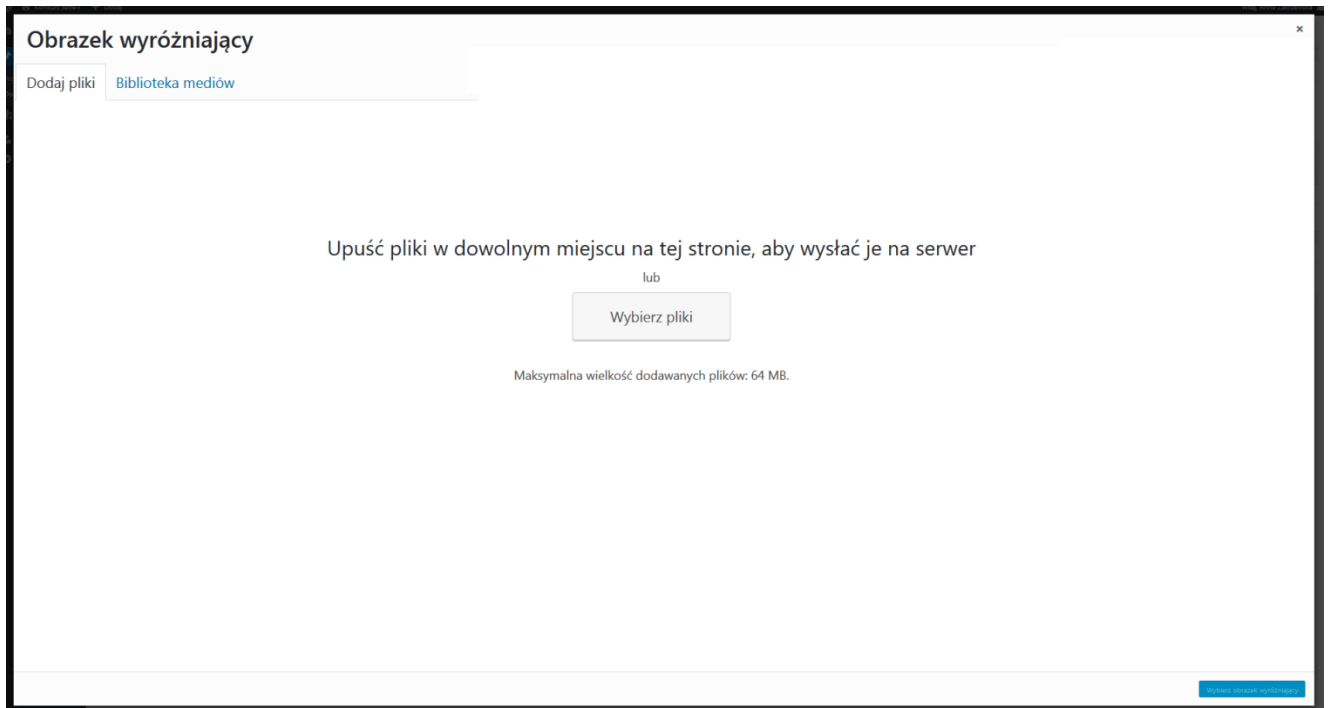 Obrazek wyróżniający
Dodaj pliki Biblioteka mediów
Upuść pliki w dowolnym miejscu na tej stronie, aby wysłać je na serwer
lub
Wybierz pliki
Maksymalna wielkość dodawanych plików: 64 MB.
Wybierz obrazek wyróżniający